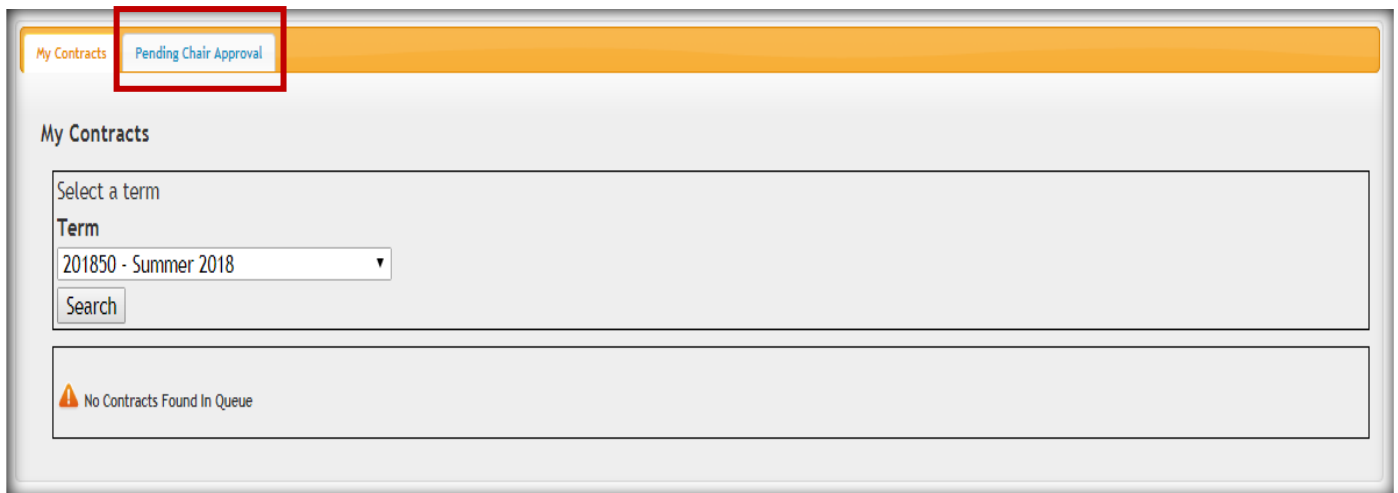 My Contracts Pending Chair Approval
My Contracts
Select a term
Term
201850 - Summer 2018
Search
No Contracts Found In Queue